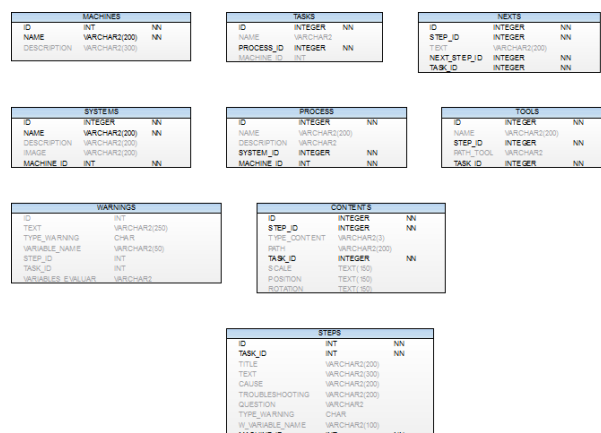 MACHINES
ID INT NN
NAME VARCHAR2(200) NN
DESCRIPTION VARCHAR2(300)
TASKS
ID INTEGER NN
NAME VARCHAR2
PROCESS_ID INTEGER NN
MACHINE_ID INT
NEXTS
ID INTEGER NN
STEP_ID INTEGER NN
TEXT VARCHAR2(200)
NEXT_STEP_ID INTEGER NN
TASK_ID INTEGER NN
SYSTEMS
ID INTEGER NN
NAME VARCHAR2(200) NN
DESCRIPTION VARCHAR2(200)
IMAGE VARCHAR2(200)
MACHINE_ID INT NN
PROCESS
ID INTEGER NN
NAME VARCHAR2(200)
DESCRIPTION VARCHAR2
SYSTEM_ID INTEGER NN
MACHINE_ID INT NN
TOOLS
ID INTEGER NN
NAME VARCHAR2(200)
STEP_ID INTEGER NN
PATH_TOOL VARCHAR2
TASK_ID INTEGER NN
WARNINGS
ID INT
TEXT VARCHAR2(250)
TYPE_WARNING CHAR
VARIABLE_NAME VARCHAR2(50)
STEP_ID INT
TASK_ID INT
VARIABLES_EVALUAR VARCHAR2
CONTENTS
ID INTEGER NN
STEP_ID INTEGER NN
TYPE_CONTENT VARCHAR2(3)
PATH VARCHAR2(200)
TASK_ID INTEGER NN
SCALE TEXT(150)
POSITION TEXT(150)
ROTATION TEXT(150)
STEPS
ID INT NN
TASK_ID INT NN
TITLE VARCHAR2(200)
TEXT VARCHAR2(300)
CAUSE VARCHAR2(200)
TROUBLESHOOTING VARCHAR2(200)
QUESTION VARCHAR2
TYPE_WARNING CHAR
W_VARIABLE_NAME VARCHAR2(100)
MACHINE_ID INT NN